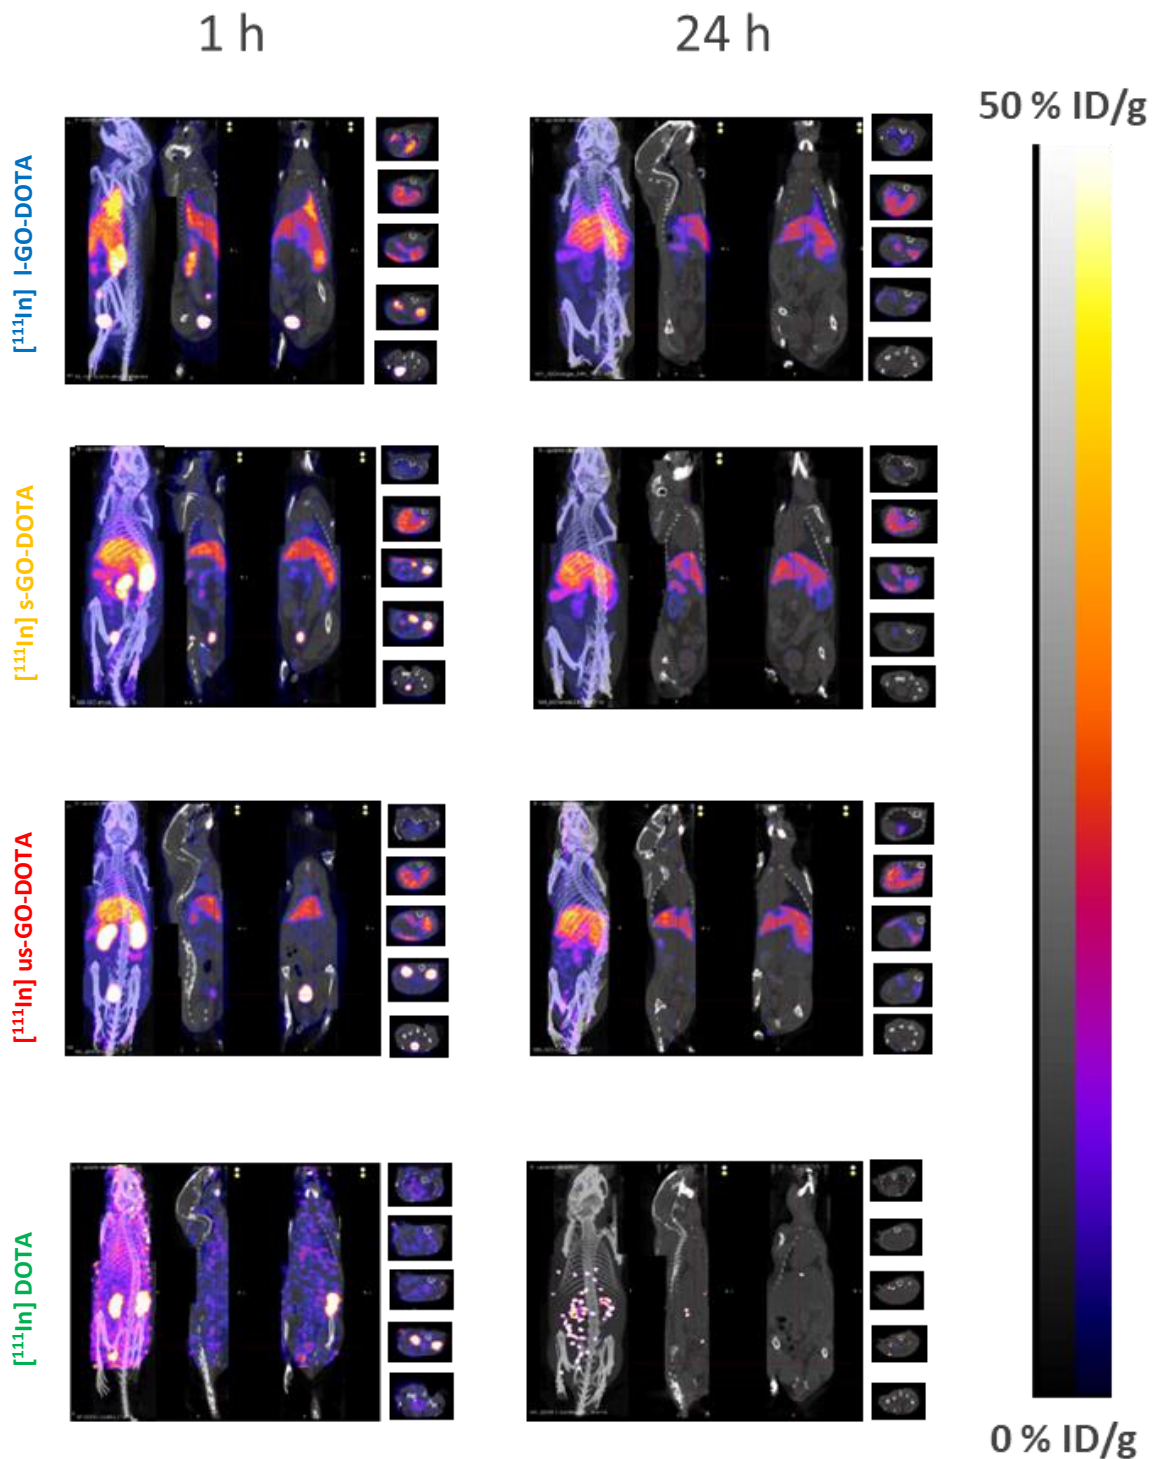 1 h 24 h
50 % ID/g
[¹¹¹In] l-GO-DOTA
[¹¹¹In] s-GO-DOTA
[¹¹¹In] us-GO-DOTA
[¹¹¹In] DOTA
0 % ID/g